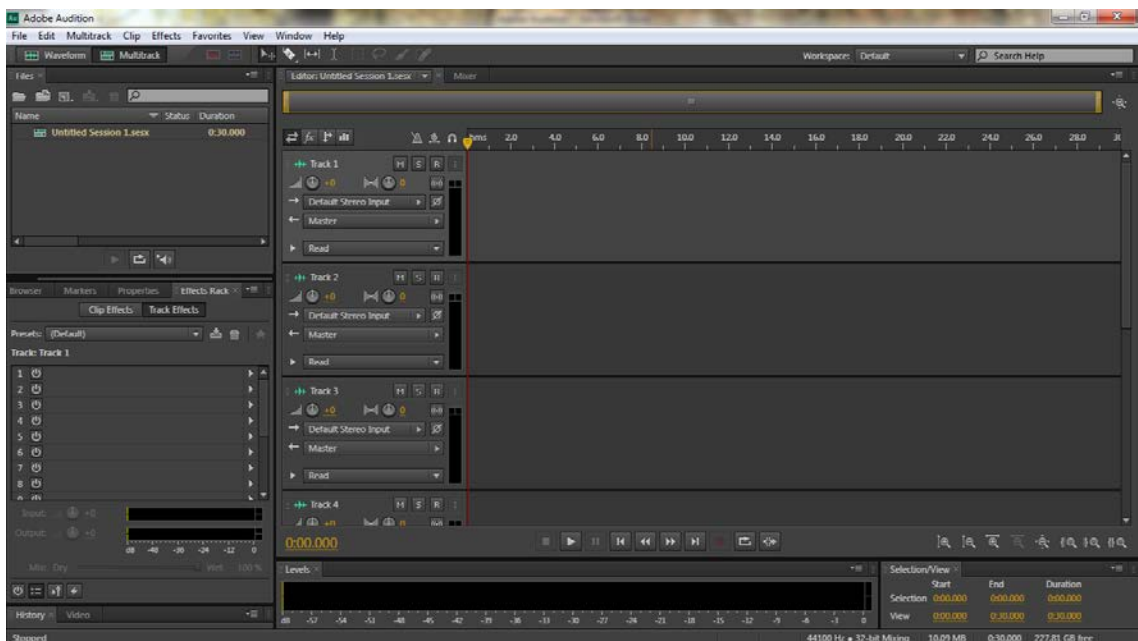 Au Adobe Audition
File Edit Multitrack Clip Effects Favorites View Window Help
Waveform Multitrack
Workspace: Default Search Help
Files
Name Status Duration
Untitled Session 1.sesx 0:30.000
Browser Markers Properties Effects Rack
Clip Effects Track Effects
Presets: (Default)
Track: Track 1
1
2
3
4
5
6
7
8
9
Input: +0
Output: +0
dB -48 -36 -24 -12 0
Mix: Dry Wet 100 %
History Video
Stopped
Editor: Untitled Session 1.sesx Mixer
hms 2.0 4.0 6.0 8.0 10.0 12.0 14.0 16.0 18.0 20.0 22.0 24.0 26.0 28.0
Track 1 M S R I
+0 0
Default Stereo Input
Master
Read
Track 2 M S R I
+0 0
Default Stereo Input
Master
Read
Track 3 M S R I
+0 0
Default Stereo Input
Master
Read
Track 4 M S R I
+0 0
0:00.000
Levels
dB -57 -54 -51 -48 -45 -42 -39 -36 -33 -30 -27 -24 -21 -18 -15 -12 -9 -6 -3 0
Selection/View
Start End Duration
Selection 0:00.000 0:00.000 0:00.000
View 0:00.000 0:30.000 0:30.000
44100 Hz • 32-bit Mixing 10.09 MB 0:30.000 277.81 GB free